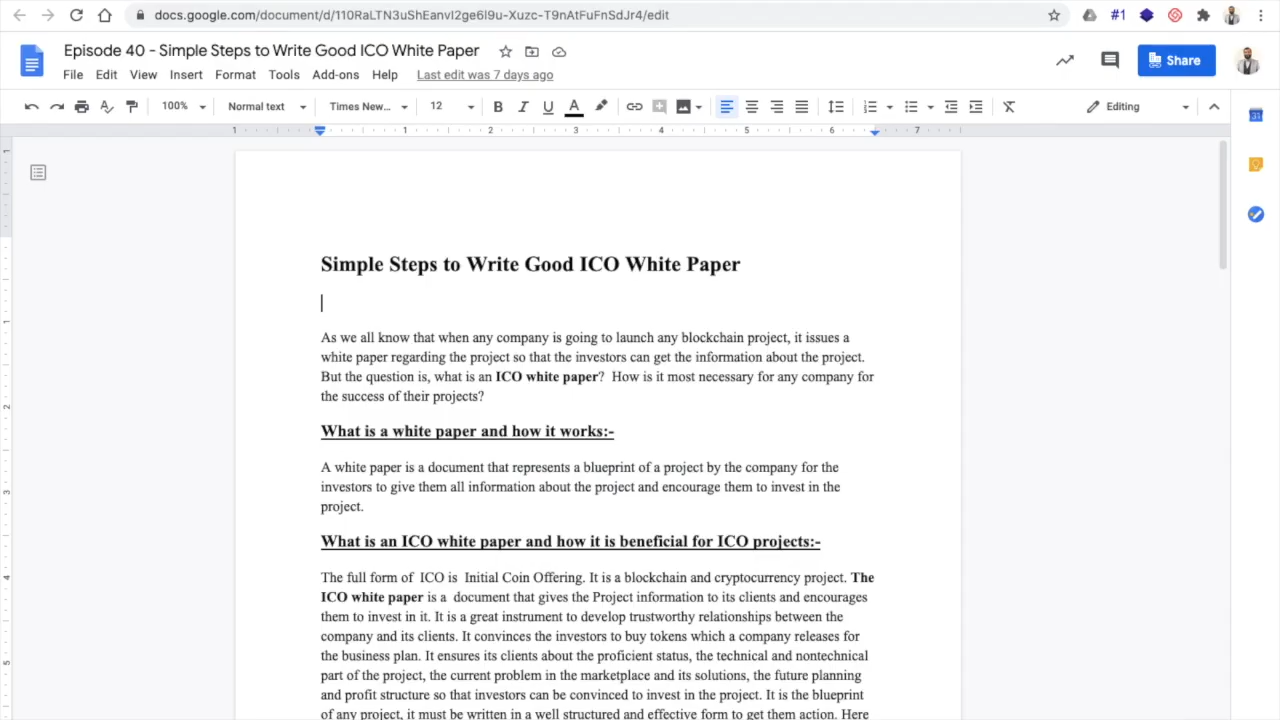 docs.google.com/document/d/110RaLTN3uShEanvI2ge6l9u-Xuzc-T9nAtFuFnSdJr4/edit
#1
Episode 40 - Simple Steps to Write Good ICO White Paper
File Edit View Insert Format Tools Add-ons Help Last edit was 7 days ago
Share
100% Normal text Times New... 12 B I U A Editing
1 1 2 3 4 5 6 7
Simple Steps to Write Good ICO White Paper
As we all know that when any company is going to launch any blockchain project, it issues a
white paper regarding the project so that the investors can get the information about the project.
But the question is, what is an ICO white paper?  How is it most necessary for any company for
the success of their projects?
What is a white paper and how it works:-
A white paper is a document that represents a blueprint of a project by the company for the
investors to give them all information about the project and encourage them to invest in the
project.
What is an ICO white paper and how it is beneficial for ICO projects:-
The full form of  ICO is  Initial Coin Offering. It is a blockchain and cryptocurrency project. The
ICO white paper is a  document that gives the Project information to its clients and encourages
them to invest in it. It is a great instrument to develop trustworthy relationships between the
company and its clients. It convinces the investors to buy tokens which a company releases for
the business plan. It ensures its clients about the proficient status, the technical and nontechnical
part of the project, the current problem in the marketplace and its solutions, the future planning
and profit structure so that investors can be convinced to invest in the project. It is the blueprint
of any project, it must be written in a well structured and effective form to get them action. Here